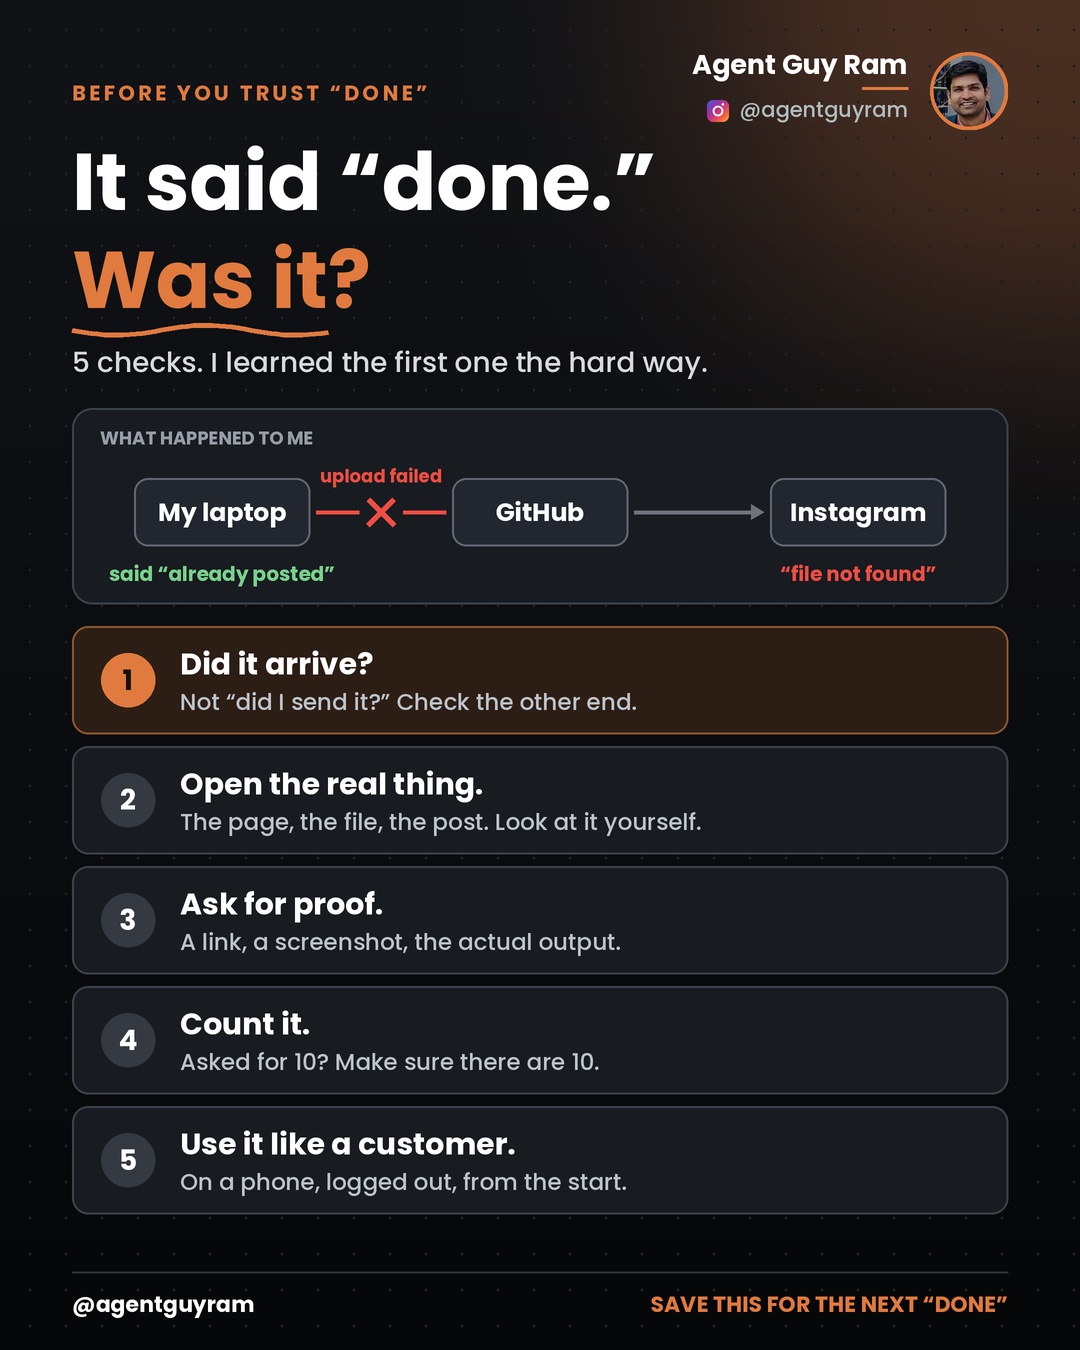 BEFORE YOU TRUST “DONE”
Agent Guy Ram
@agentguyram
It said “done.”
Was it?
5 checks. I learned the first one the hard way.
WHAT HAPPENED TO ME
upload failed
My laptop
GitHub
Instagram
said “already posted”
“file not found”
1
Did it arrive?
Not “did I send it?” Check the other end.
2
Open the real thing.
The page, the file, the post. Look at it yourself.
3
Ask for proof.
A link, a screenshot, the actual output.
4
Count it.
Asked for 10? Make sure there are 10.
5
Use it like a customer.
On a phone, logged out, from the start.
@agentguyram
SAVE THIS FOR THE NEXT “DONE”